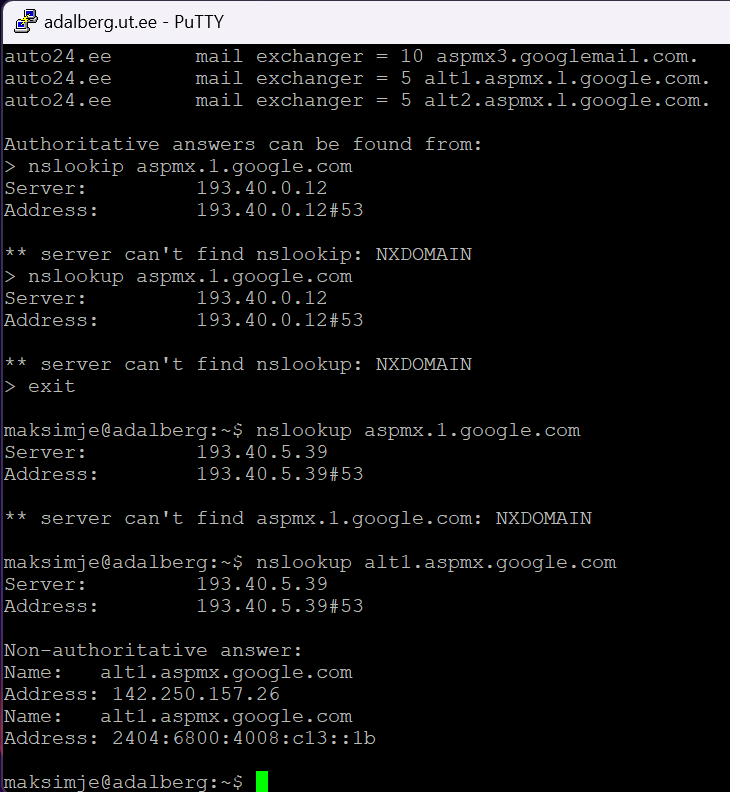 adalberg.ut.ee - PuTTY
auto24.ee       mail exchanger = 10 aspmx3.googlemail.com.
auto24.ee       mail exchanger = 5 alt1.aspmx.l.google.com.
auto24.ee       mail exchanger = 5 alt2.aspmx.l.google.com.
Authoritative answers can be found from:
> nslookip aspmx.1.google.com
Server:         193.40.0.12
Address:        193.40.0.12#53
** server can't find nslookip: NXDOMAIN
> nslookup aspmx.1.google.com
Server:         193.40.0.12
Address:        193.40.0.12#53
** server can't find nslookup: NXDOMAIN
> exit
maksimje@adalberg:~$ nslookup aspmx.1.google.com
Server:         193.40.5.39
Address:        193.40.5.39#53
** server can't find aspmx.1.google.com: NXDOMAIN
maksimje@adalberg:~$ nslookup alt1.aspmx.google.com
Server:         193.40.5.39
Address:        193.40.5.39#53
Non-authoritative answer:
Name:   alt1.aspmx.google.com
Address: 142.250.157.26
Name:   alt1.aspmx.google.com
Address: 2404:6800:4008:c13::1b
maksimje@adalberg:~$